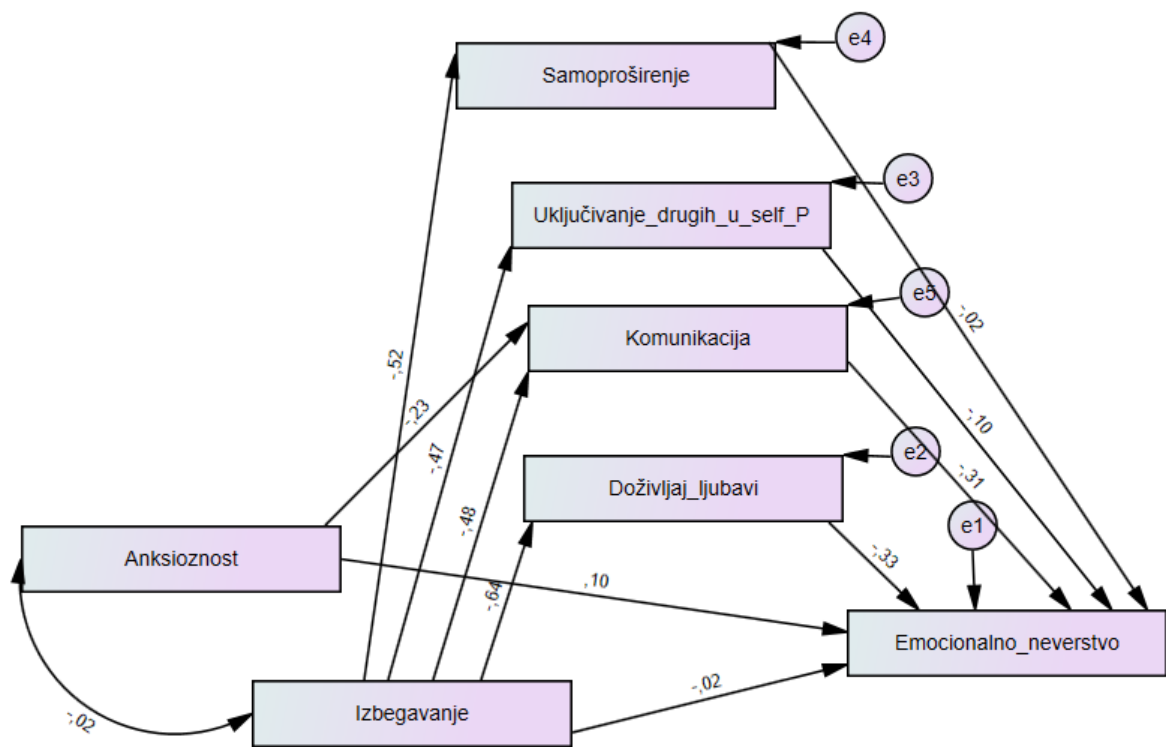 e4
Samoproširenje
e3
Uključivanje_drugih_u_self_P
e5
Komunikacija
-,02
-,52
-,23
-,47
-,10
e2
Doživljaj_ljubavi
-,31
-,48
e1
Anksioznost
-,33
,10
-,64
Emocionalno_neverstvo
-,02
Izbegavanje
-,02